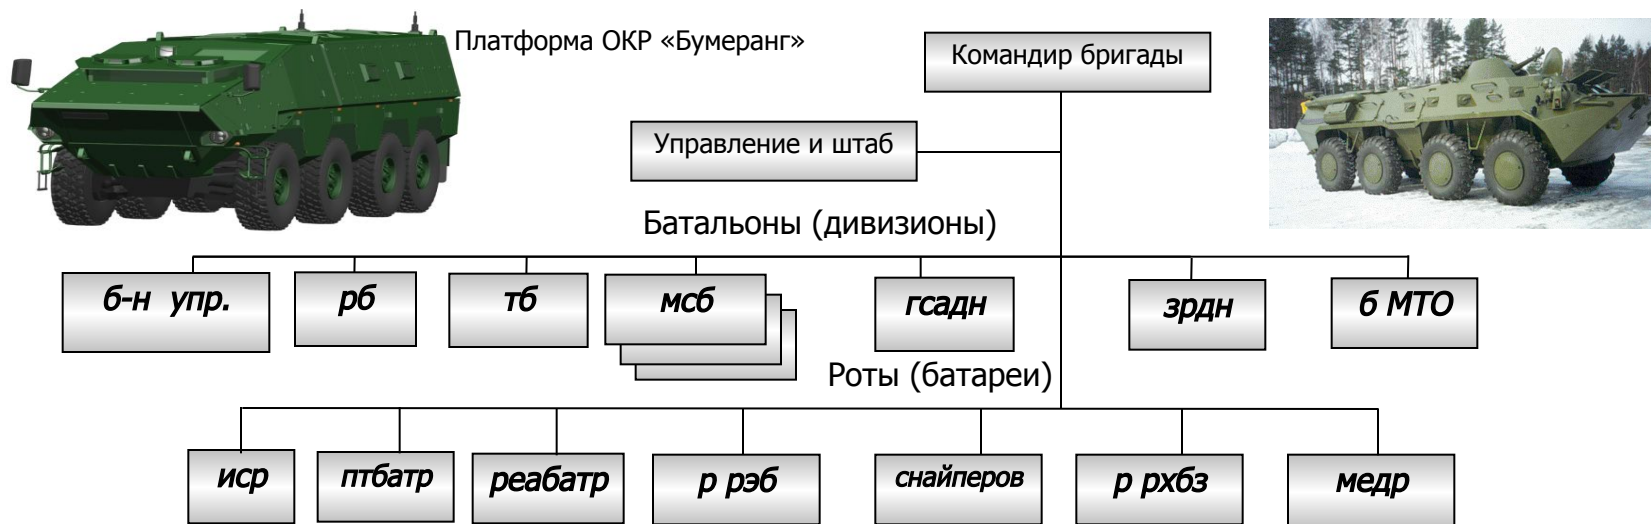 Платформа ОКР «Бумеранг»
Командир бригады
Управление и штаб
Батальоны (дивизионы)
б-н упр.
рб
тб
мсб
гсадн
зрдн
б МТО
Роты (батареи)
иср
птбатр
реабатр
р рэб
снайперов
р рхбз
медр